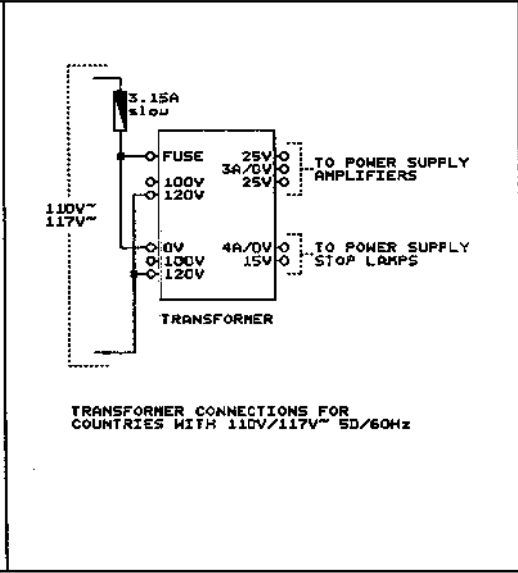 3.15A
slow
FUSE
100V
120V
110V~
117V~
0V
100V
120V
25V
3A/0V
25V
TO POWER SUPPLY
AMPLIFIERS
4A/0V
15V
TO POWER SUPPLY
STOP LAMPS
TRANSFORMER
TRANSFORMER CONNECTIONS FOR
COUNTRIES WITH 110V/117V~ 50/60Hz